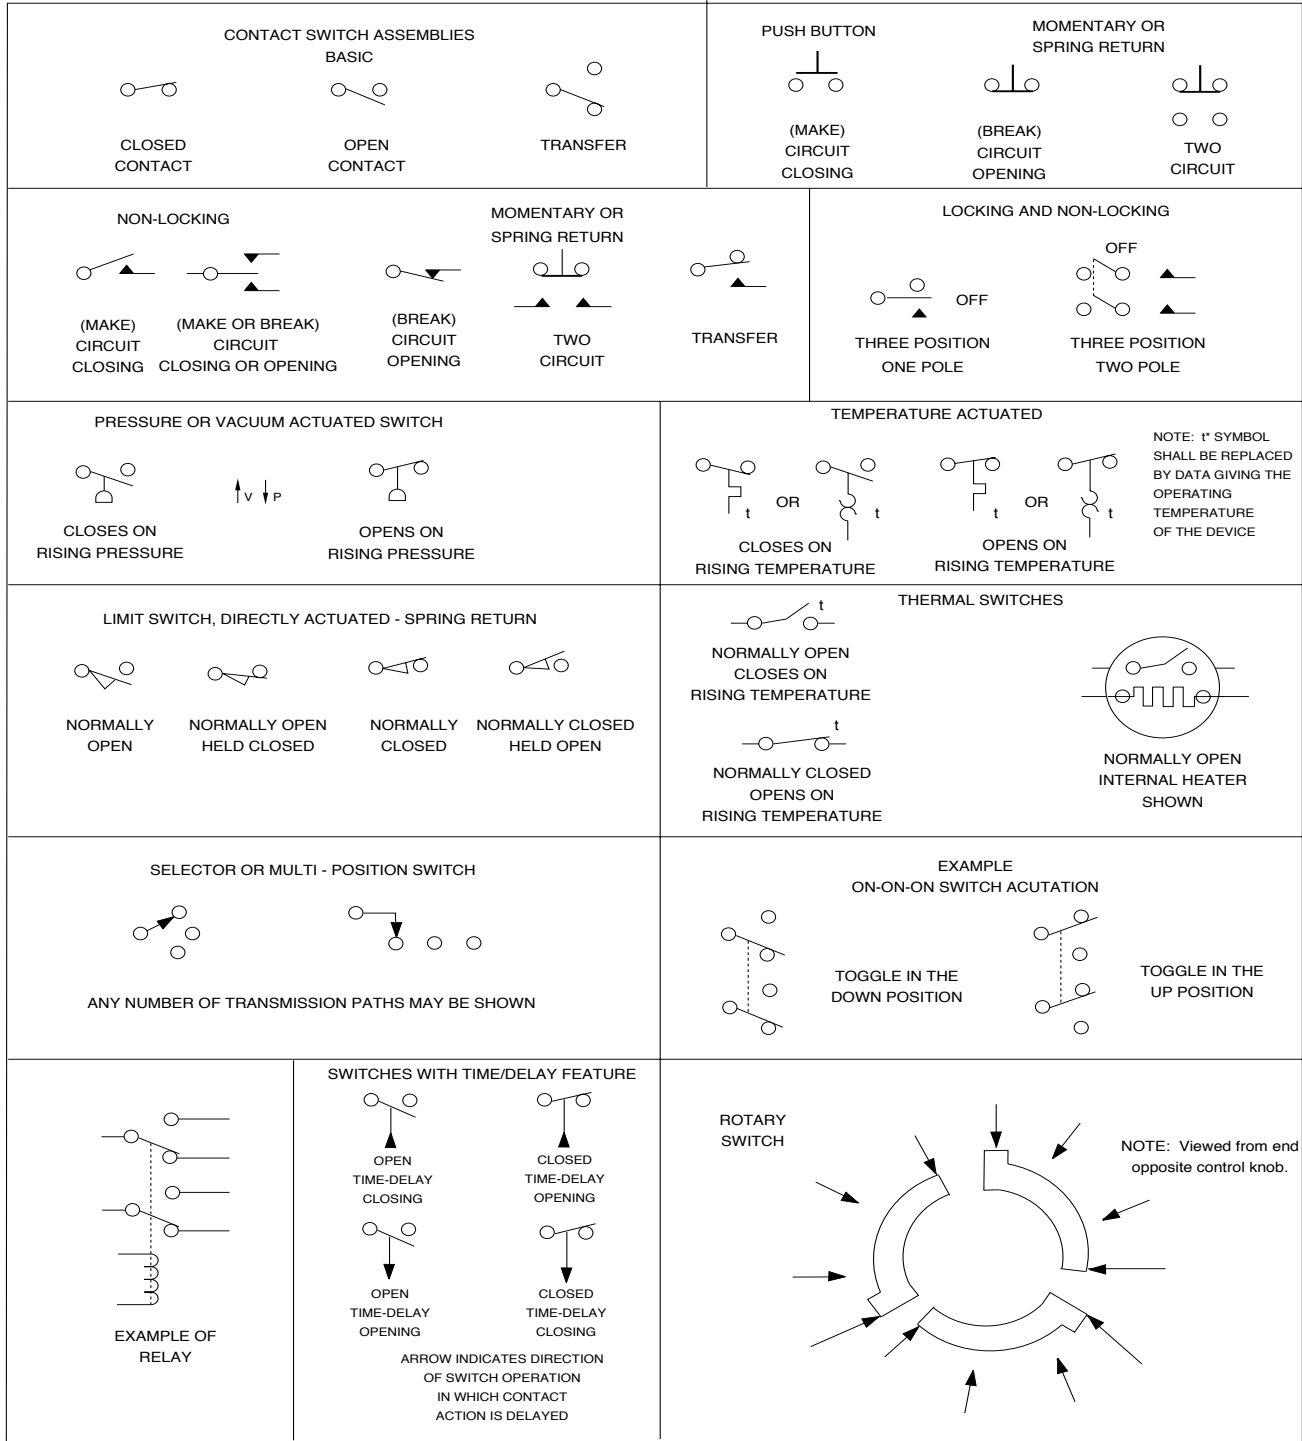 CONTACT SWITCH ASSEMBLIES
BASIC
CLOSED
CONTACT
OPEN
CONTACT
TRANSFER
PUSH BUTTON
MOMENTARY OR
SPRING RETURN
(MAKE)
CIRCUIT
CLOSING
(BREAK)
CIRCUIT
OPENING
TWO
CIRCUIT
NON-LOCKING
MOMENTARY OR
SPRING RETURN
(MAKE)
CIRCUIT
CLOSING
(MAKE OR BREAK)
CIRCUIT
CLOSING OR OPENING
(BREAK)
CIRCUIT
OPENING
TWO
CIRCUIT
TRANSFER
LOCKING AND NON-LOCKING
OFF
THREE POSITION
ONE POLE
OFF
THREE POSITION
TWO POLE
PRESSURE OR VACUUM ACTUATED SWITCH
CLOSES ON
RISING PRESSURE
V P
OPENS ON
RISING PRESSURE
TEMPERATURE ACTUATED
t
OR
t
CLOSES ON
RISING TEMPERATURE
t
OR
t
OPENS ON
RISING TEMPERATURE
NOTE: t* SYMBOL
SHALL BE REPLACED
BY DATA GIVING THE
OPERATING
TEMPERATURE
OF THE DEVICE
LIMIT SWITCH, DIRECTLY ACTUATED - SPRING RETURN
NORMALLY
OPEN
NORMALLY OPEN
HELD CLOSED
NORMALLY
CLOSED
NORMALLY CLOSED
HELD OPEN
THERMAL SWITCHES
t
NORMALLY OPEN
CLOSES ON
RISING TEMPERATURE
t
NORMALLY CLOSED
OPENS ON
RISING TEMPERATURE
NORMALLY OPEN
INTERNAL HEATER
SHOWN
SELECTOR OR MULTI - POSITION SWITCH
ANY NUMBER OF TRANSMISSION PATHS MAY BE SHOWN
EXAMPLE
ON-ON-ON SWITCH ACUTATION
TOGGLE IN THE
DOWN POSITION
TOGGLE IN THE
UP POSITION
EXAMPLE OF
RELAY
SWITCHES WITH TIME/DELAY FEATURE
OPEN
TIME-DELAY
CLOSING
CLOSED
TIME-DELAY
OPENING
OPEN
TIME-DELAY
OPENING
CLOSED
TIME-DELAY
CLOSING
ARROW INDICATES DIRECTION
OF SWITCH OPERATION
IN WHICH CONTACT
ACTION IS DELAYED
ROTARY
SWITCH
NOTE: Viewed from end
opposite control knob.